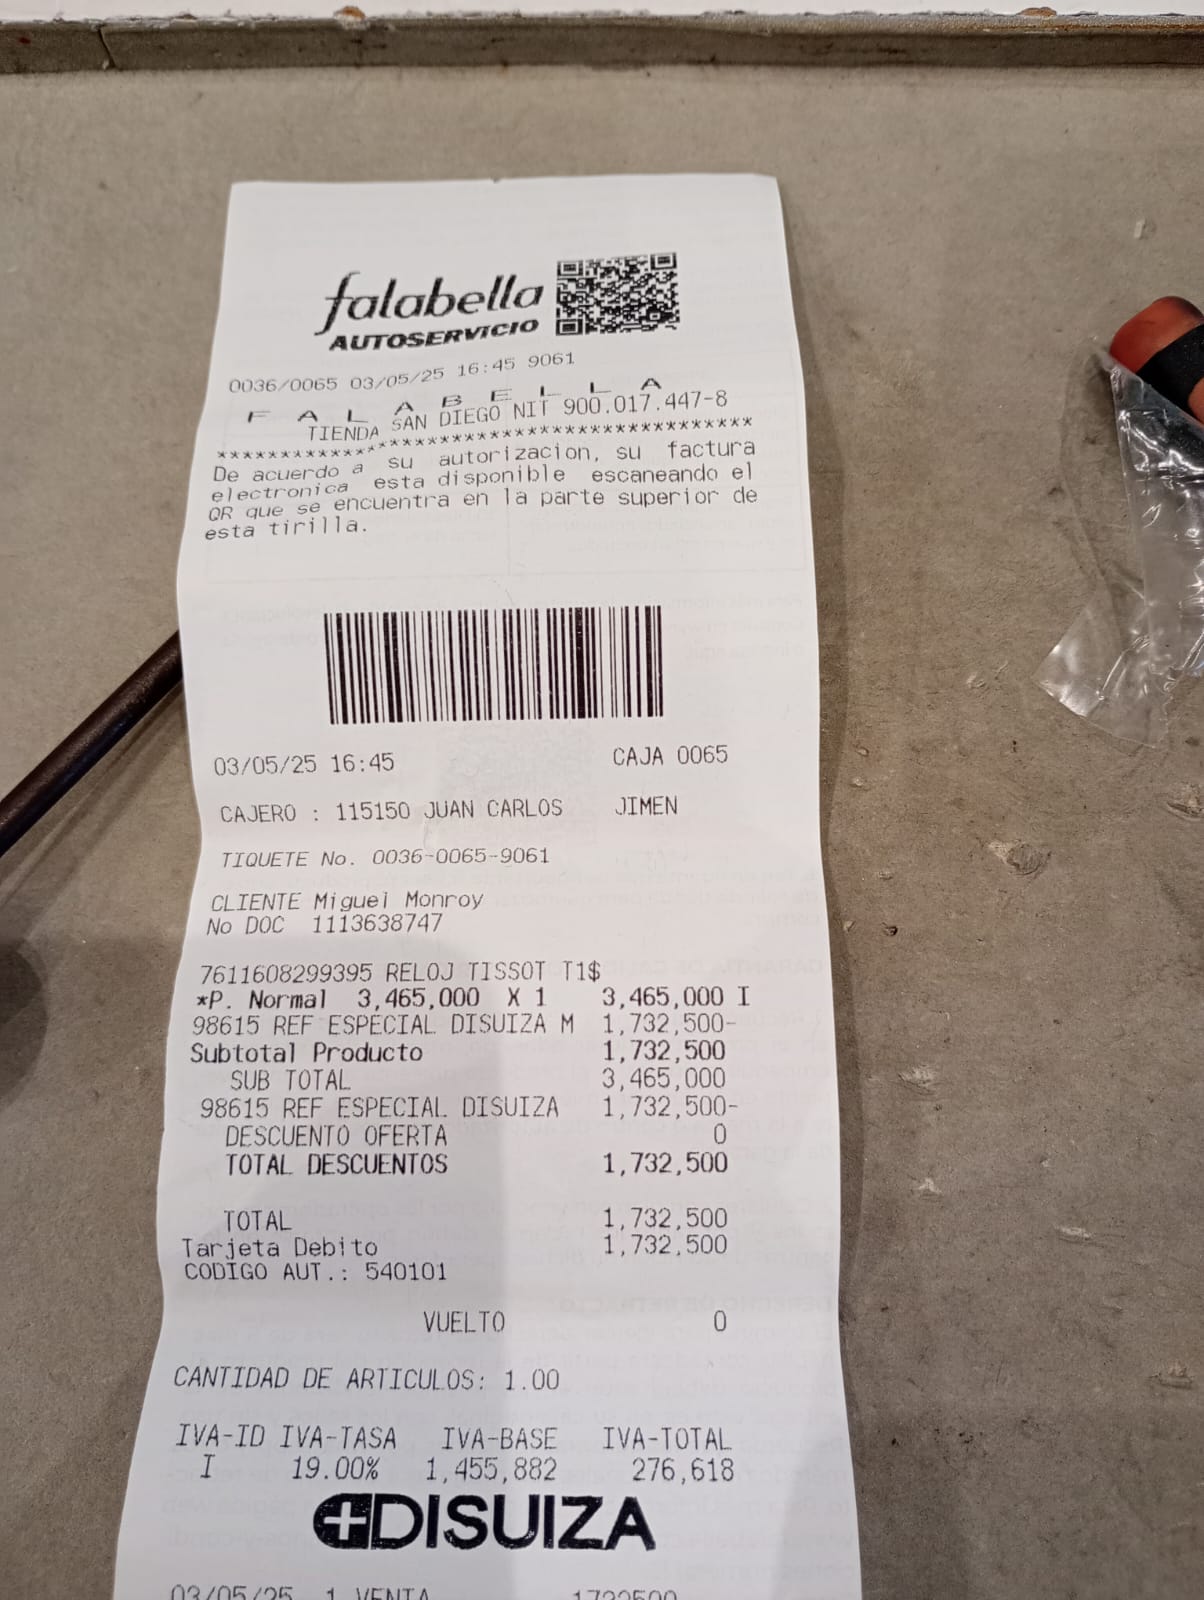 falabella
AUTOSERVICIO
0036/0065 03/05/25 16:45 9061
F A L A B E L L A
TIENDA SAN DIEGO NIT 900.017.447-8
******************************************
De acuerdo a su autorizacion, su factura
electronica esta disponible escaneando el
QR que se encuentra en la parte superior de
esta tirilla.
03/05/25 16:45 CAJA 0065
CAJERO : 115150 JUAN CARLOS JIMEN
TIQUETE No. 0036-0065-9061
CLIENTE Miguel Monroy
No DOC 1113638747
7611608299395 RELOJ TISSOT T1$
*P. Normal 3,465,000 X 1 3,465,000 I
98615 REF ESPECIAL DISUIZA M 1,732,500-
Subtotal Producto 1,732,500
SUB TOTAL 3,465,000
98615 REF ESPECIAL DISUIZA 1,732,500-
DESCUENTO OFERTA 0
TOTAL DESCUENTOS 1,732,500
TOTAL 1,732,500
Tarjeta Debito 1,732,500
CODIGO AUT.: 540101
VUELTO 0
CANTIDAD DE ARTICULOS: 1.00
IVA-ID IVA-TASA IVA-BASE IVA-TOTAL
I 19.00% 1,455,882 276,618
DISUIZA
03/05/25 1 VENTA 1732500